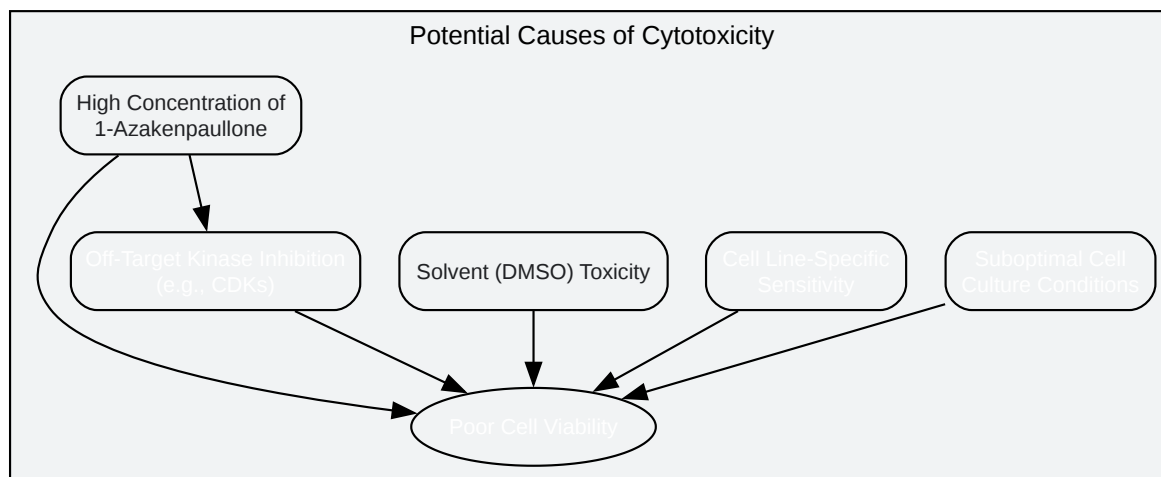 Potential Causes of Cytotoxicity
High Concentration of
1-Azakenpaullone
Off-Target Kinase Inhibition
(e.g., CDKs)
Solvent (DMSO) Toxicity
Cell Line-Specific
Sensitivity
Suboptimal Cell
Culture Conditions
Poor Cell Viability